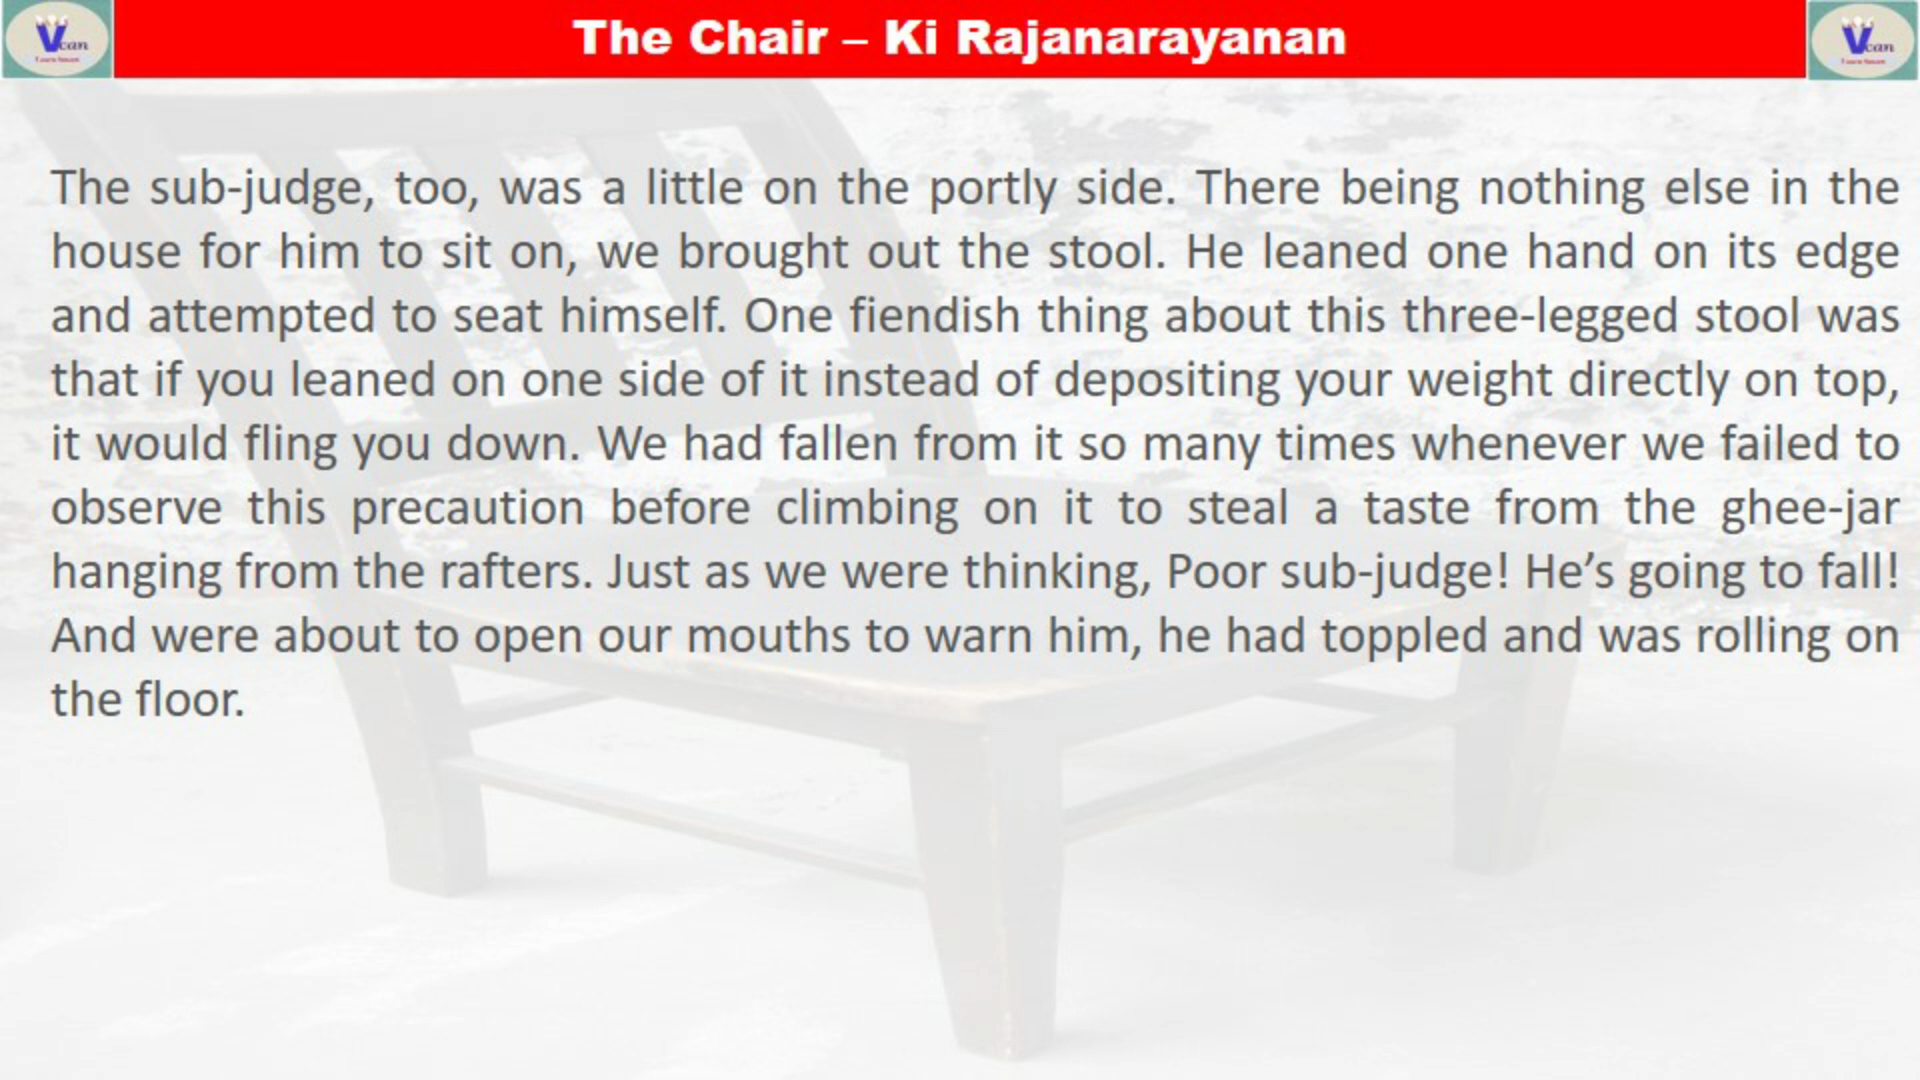 The Chair – Ki Rajanarayanan
Vcan
Vcan
The sub-judge, too, was a little on the portly side. There being nothing else in the
house for him to sit on, we brought out the stool. He leaned one hand on its edge
and attempted to seat himself. One fiendish thing about this three-legged stool was
that if you leaned on one side of it instead of depositing your weight directly on top,
it would fling you down. We had fallen from it so many times whenever we failed to
observe this precaution before climbing on it to steal a taste from the ghee-jar
hanging from the rafters. Just as we were thinking, Poor sub-judge! He’s going to fall!
And were about to open our mouths to warn him, he had toppled and was rolling on
the floor.